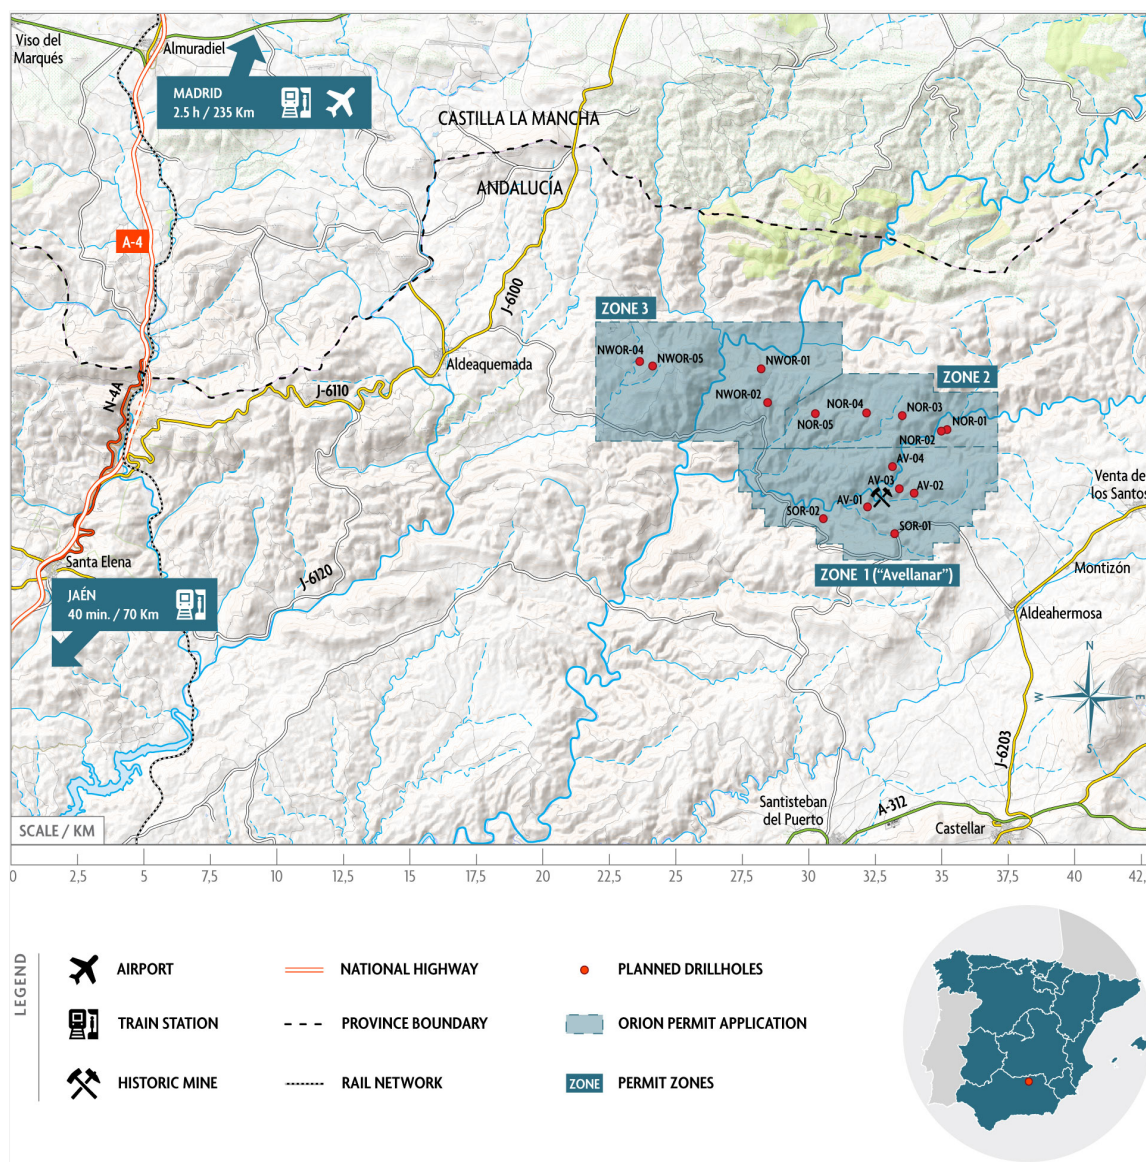 Viso del
Marqués
Almuradiel
MADRID
2.5 h / 235 Km
CASTILLA LA MANCHA
ANDALUCÍA
A-4
J-6100
ZONE 3
NWOR-04
NWOR-05
NWOR-01
NWOR-02
Aldeaquemada
N-4A
J-6110
ZONE 2
NOR-04
NOR-03
NOR-05
NOR-01
NOR-02
AV-04
AV-03
AV-02
AV-01
SOR-02
SOR-01
Venta de
los Santos
Santa Elena
J-6120
ZONE 1 ("Avellanar")
Montizón
JAÉN
40 min. / 70 Km
Aldeahermosa
N
W
E
S
J-6203
Santisteban
del Puerto
A-312
Castellar
SCALE / KM
0 2,5 5 7,5 10 12,5 15 17,5 20 22,5 25 27,5 30 32,5 35 37,5 40 42,
LEGEND
AIRPORT
NATIONAL HIGHWAY
PLANNED DRILLHOLES
TRAIN STATION
PROVINCE BOUNDARY
ORION PERMIT APPLICATION
HISTORIC MINE
RAIL NETWORK
ZONE
PERMIT ZONES